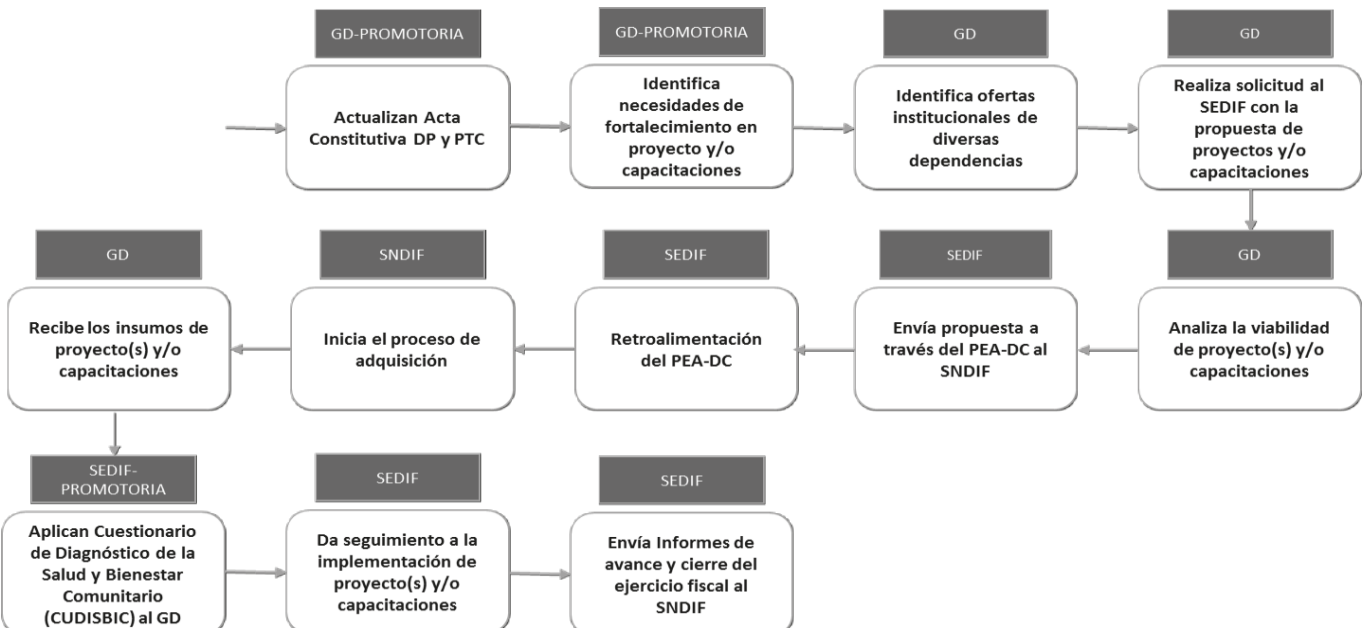 GD-PROMOTORIA
Actualizan Acta
Constitutiva DP y PTC
GD-PROMOTORIA
Identifica
necesidades de
fortalecimiento en
proyecto y/o
capacitaciones
GD
Identifica ofertas
institucionales de
diversas
dependencias
GD
Realiza solicitud al
SEDIF con la
propuesta de
proyectos y/o
capacitaciones
GD
Analiza la viabilidad
de proyecto(s) y/o
capacitaciones
SEDIF
Envía propuesta a
través del PEA-DC al
SNDIF
SEDIF
Retroalimentación
del PEA-DC
SNDIF
Inicia el proceso de
adquisición
GD
Recibe los insumos de
proyecto(s) y/o
capacitaciones
SEDIF-
PROMOTORIA
Aplican Cuestionario
de Diagnóstico de la
Salud y Bienestar
Comunitario
(CUDISBIC) al GD
SEDIF
Da seguimiento a la
implementación de
proyecto(s) y/o
capacitaciones
SEDIF
Envía Informes de
avance y cierre del
ejercicio fiscal al
SNDIF